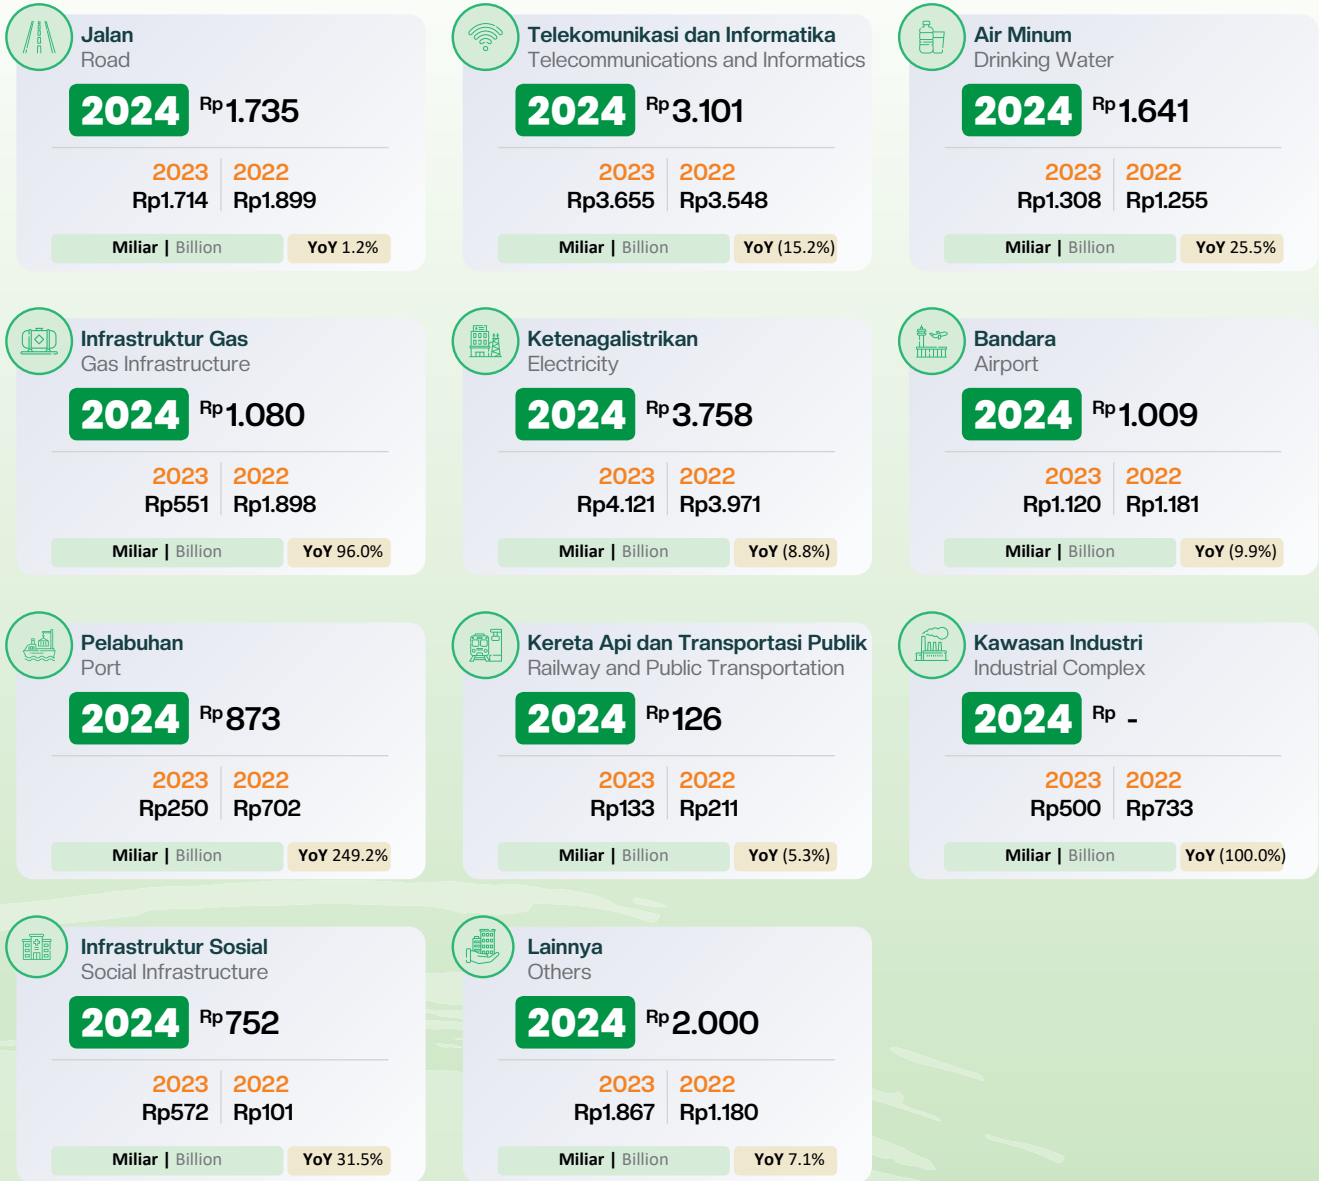 Jalan
Road
2024 Rp1.735
2023 2022
Rp1.714 Rp1.899
Miliar | Billion YoY 1.2%
Telekomunikasi dan Informatika
Telecommunications and Informatics
2024 Rp3.101
2023 2022
Rp3.655 Rp3.548
Miliar | Billion YoY (15.2%)
Air Minum
Drinking Water
2024 Rp1.641
2023 2022
Rp1.308 Rp1.255
Miliar | Billion YoY 25.5%
Infrastruktur Gas
Gas Infrastructure
2024 Rp1.080
2023 2022
Rp551 Rp1.898
Miliar | Billion YoY 96.0%
Ketenagalistrikan
Electricity
2024 Rp3.758
2023 2022
Rp4.121 Rp3.971
Miliar | Billion YoY (8.8%)
Bandara
Airport
2024 Rp1.009
2023 2022
Rp1.120 Rp1.181
Miliar | Billion YoY (9.9%)
Pelabuhan
Port
2024 Rp873
2023 2022
Rp250 Rp702
Miliar | Billion YoY 249.2%
Kereta Api dan Transportasi Publik
Railway and Public Transportation
2024 Rp126
2023 2022
Rp133 Rp211
Miliar | Billion YoY (5.3%)
Kawasan Industri
Industrial Complex
2024 Rp -
2023 2022
Rp500 Rp733
Miliar | Billion YoY (100.0%)
Infrastruktur Sosial
Social Infrastructure
2024 Rp752
2023 2022
Rp572 Rp101
Miliar | Billion YoY 31.5%
Lainnya
Others
2024 Rp2.000
2023 2022
Rp1.867 Rp1.180
Miliar | Billion YoY 7.1%